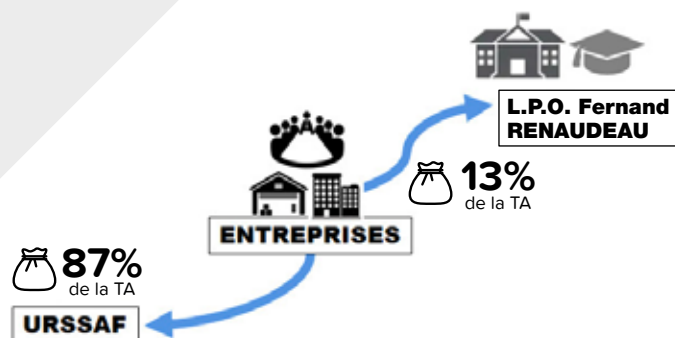 L.P.O. Fernand
RENAUDEAU
13%
de la TA
ENTREPRISES
87%
de la TA
URSSAF